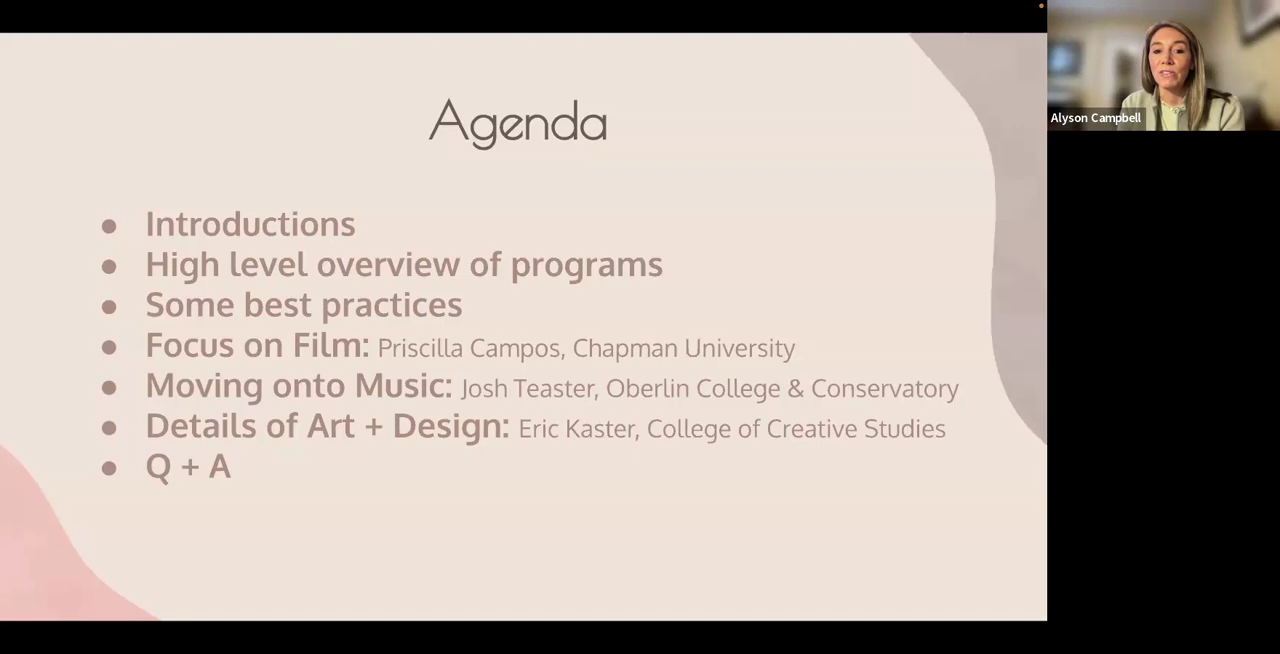 Agenda
● Introductions
● High level overview of programs
● Some best practices
● Focus on Film: Priscilla Campos, Chapman University
● Moving onto Music: Josh Teaster, Oberlin College & Conservatory
● Details of Art + Design: Eric Kaster, College of Creative Studies
● Q + A
Alyson Campbell